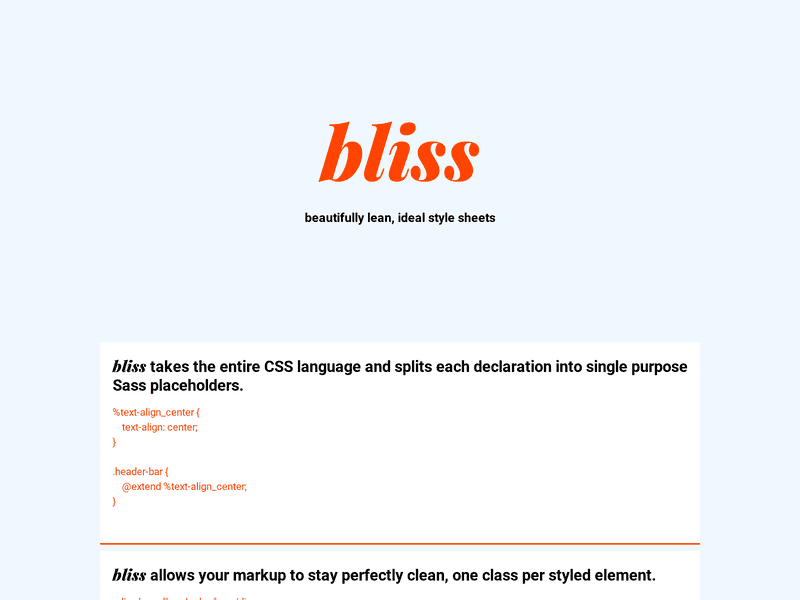 bliss
beautifully lean, ideal style sheets
bliss takes the entire CSS language and splits each declaration into single purpose
Sass placeholders.
%text-align_center {
text-align: center;
}
.header-bar {
@extend %text-align_center;
}
bliss allows your markup to stay perfectly clean, one class per styled element.